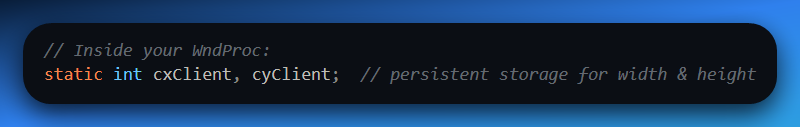 // Inside your WndProc:
static int cxClient, cyClient;  // persistent storage for width & height